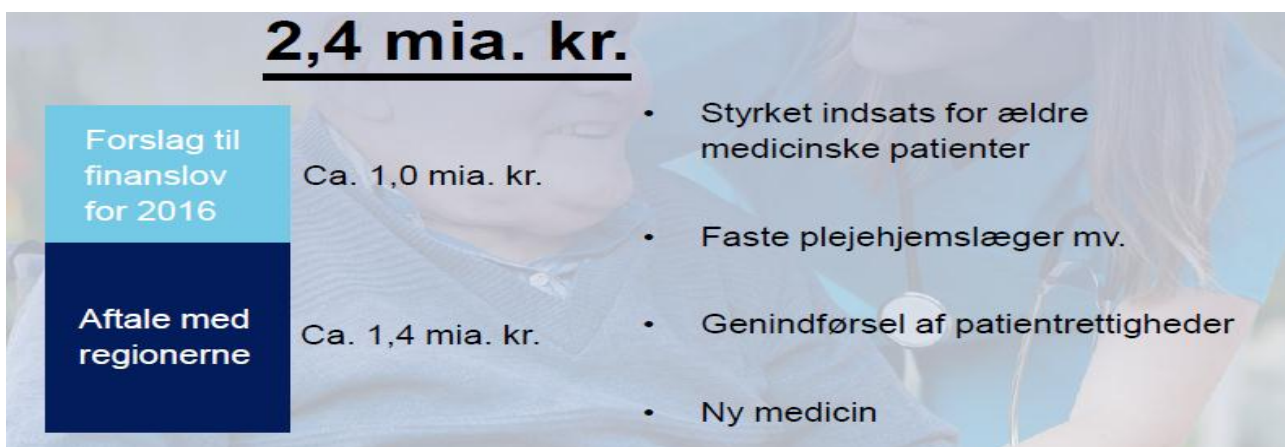 2,4 mia. kr.
Forslag til
finanslov
for 2016
Ca. 1,0 mia. kr.
Aftale med
regionerne
Ca. 1,4 mia. kr.
• Styrket indsats for ældre
medicinske patienter
• Faste plejehjemslæger mv.
• Genindførsel af patientrettigheder
• Ny medicin